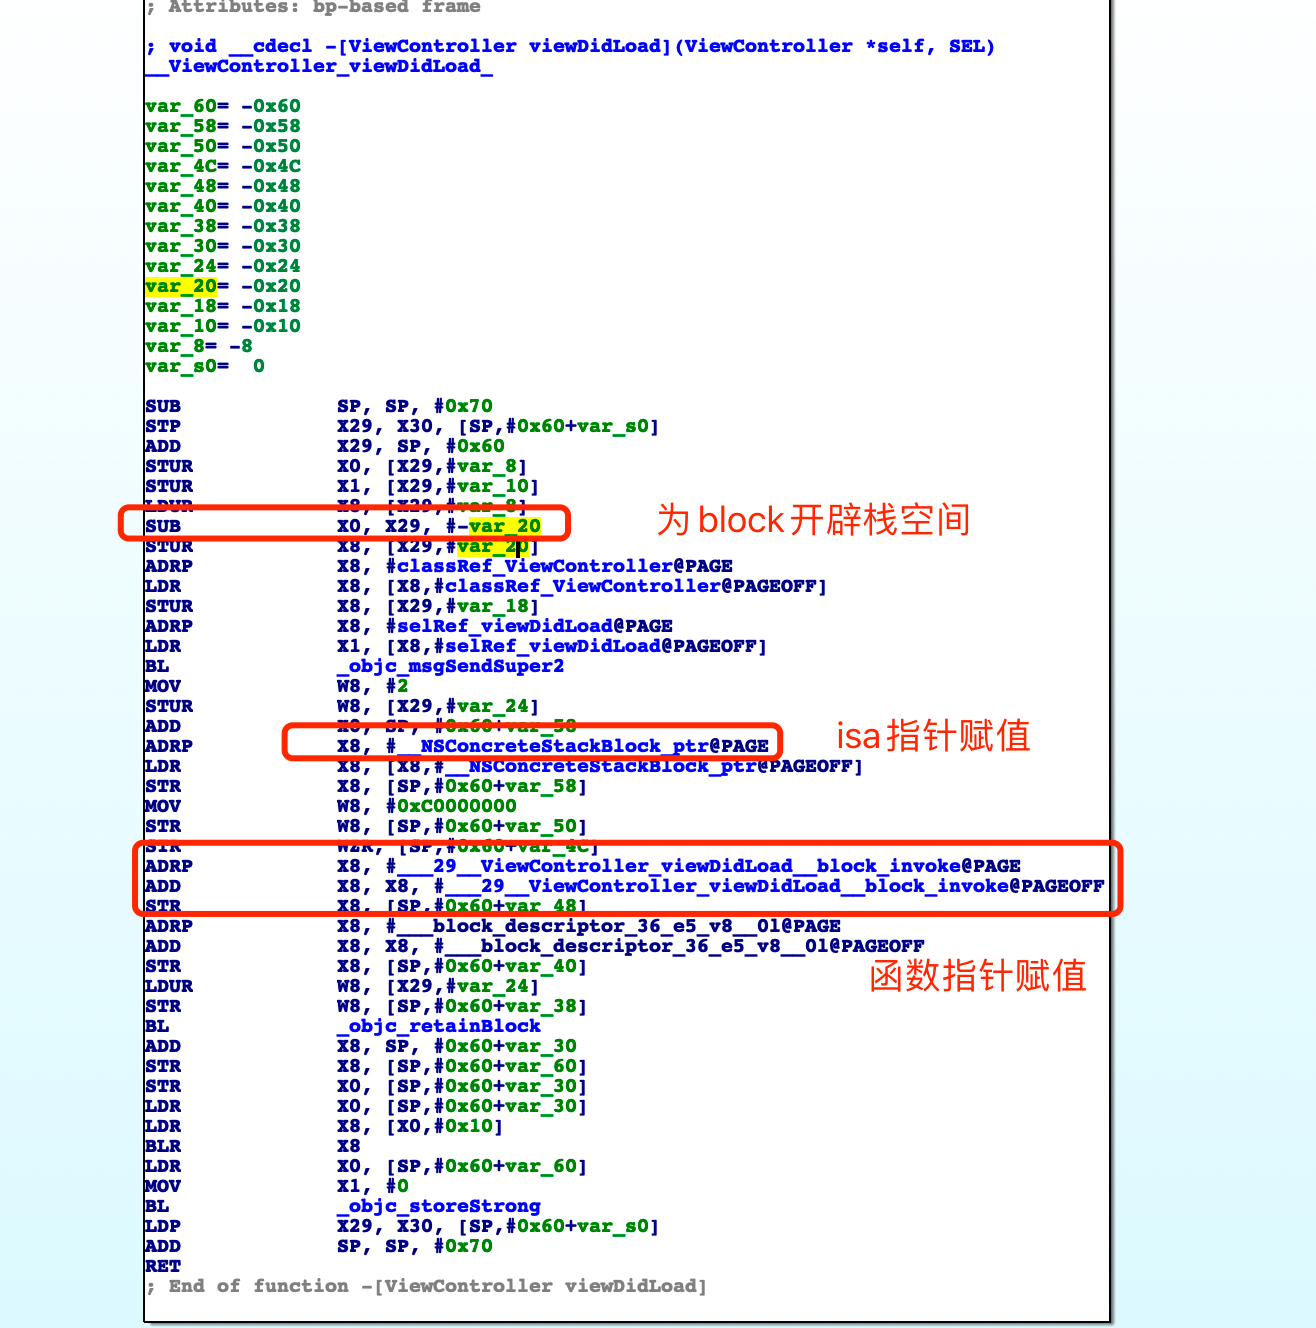 ; Attributes: bp-based frame
; void __cdecl -[ViewController viewDidLoad](ViewController *self, SEL)
__ViewController_viewDidLoad_
var_60= -0x60
var_58= -0x58
var_50= -0x50
var_4C= -0x4C
var_48= -0x48
var_40= -0x40
var_38= -0x38
var_30= -0x30
var_24= -0x24
var_20= -0x20
var_18= -0x18
var_10= -0x10
var_8= -8
var_s0= 0
SUB SP, SP, #0x70
STP X29, X30, [SP,#0x60+var_s0]
ADD X29, SP, #0x60
STUR X0, [X29,#var_8]
STUR X1, [X29,#var_10]
LDUR X8, [X29,#var_8]
SUB X0, X29, #-var_20 为block开辟栈空间
STUR X8, [X29,#var_20]
ADRP X8, #classRef_ViewController@PAGE
LDR X8, [X8,#classRef_ViewController@PAGEOFF]
STUR X8, [X29,#var_18]
ADRP X8, #selRef_viewDidLoad@PAGE
LDR X1, [X8,#selRef_viewDidLoad@PAGEOFF]
BL _objc_msgSendSuper2
MOV W8, #2
STUR W8, [X29,#var_24]
ADD X0, SP, #0x60+var_58
ADRP X8, #__NSConcreteStackBlock_ptr@PAGE isa指针赋值
LDR X8, [X8,#__NSConcreteStackBlock_ptr@PAGEOFF]
STR X8, [SP,#0x60+var_58]
MOV W8, #0xC0000000
STR W8, [SP,#0x60+var_50]
STR WZR, [SP,#0x60+var_4C]
ADRP X8, #___29__ViewController_viewDidLoad__block_invoke@PAGE
ADD X8, X8, #___29__ViewController_viewDidLoad__block_invoke@PAGEOFF
STR X8, [SP,#0x60+var_48]
ADRP X8, #___block_descriptor_36_e5_v8__0l@PAGE
ADD X8, X8, #___block_descriptor_36_e5_v8__0l@PAGEOFF
STR X8, [SP,#0x60+var_40] 函数指针赋值
LDUR W8, [X29,#var_24]
STR W8, [SP,#0x60+var_38]
BL _objc_retainBlock
ADD X8, SP, #0x60+var_30
STR X8, [SP,#0x60+var_60]
STR X0, [SP,#0x60+var_30]
LDR X0, [SP,#0x60+var_30]
LDR X8, [X0,#0x10]
BLR X8
LDR X0, [SP,#0x60+var_60]
MOV X1, #0
BL _objc_storeStrong
LDP X29, X30, [SP,#0x60+var_s0]
ADD SP, SP, #0x70
RET
; End of function -[ViewController viewDidLoad]